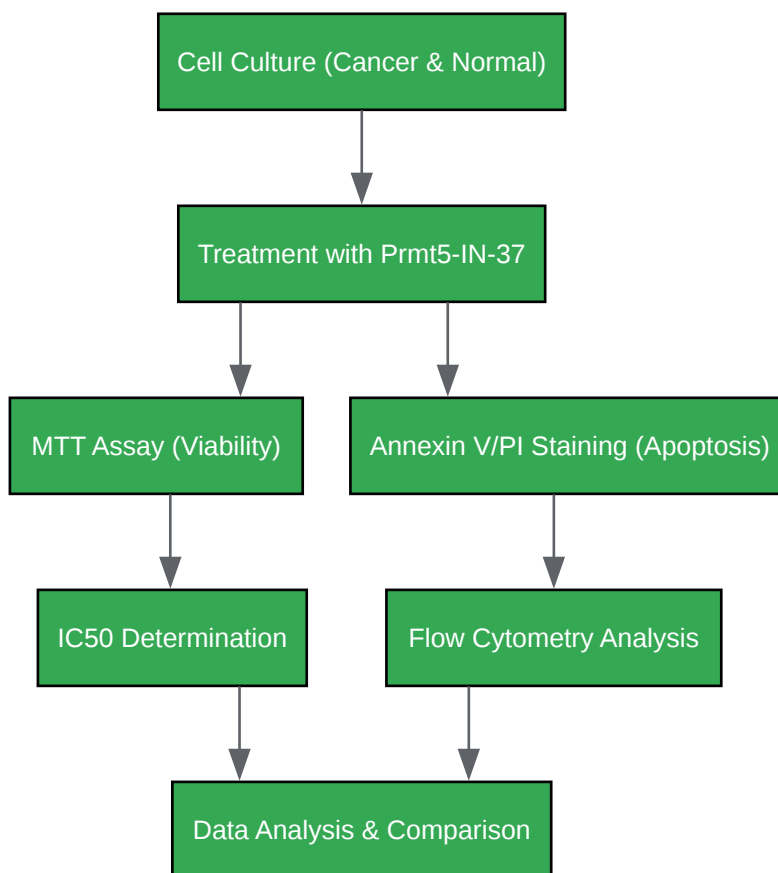 Cell Culture (Cancer & Normal)
Treatment with Prmt5-IN-37
MTT Assay (Viability)
Annexin V/PI Staining (Apoptosis)
IC50 Determination
Flow Cytometry Analysis
Data Analysis & Comparison